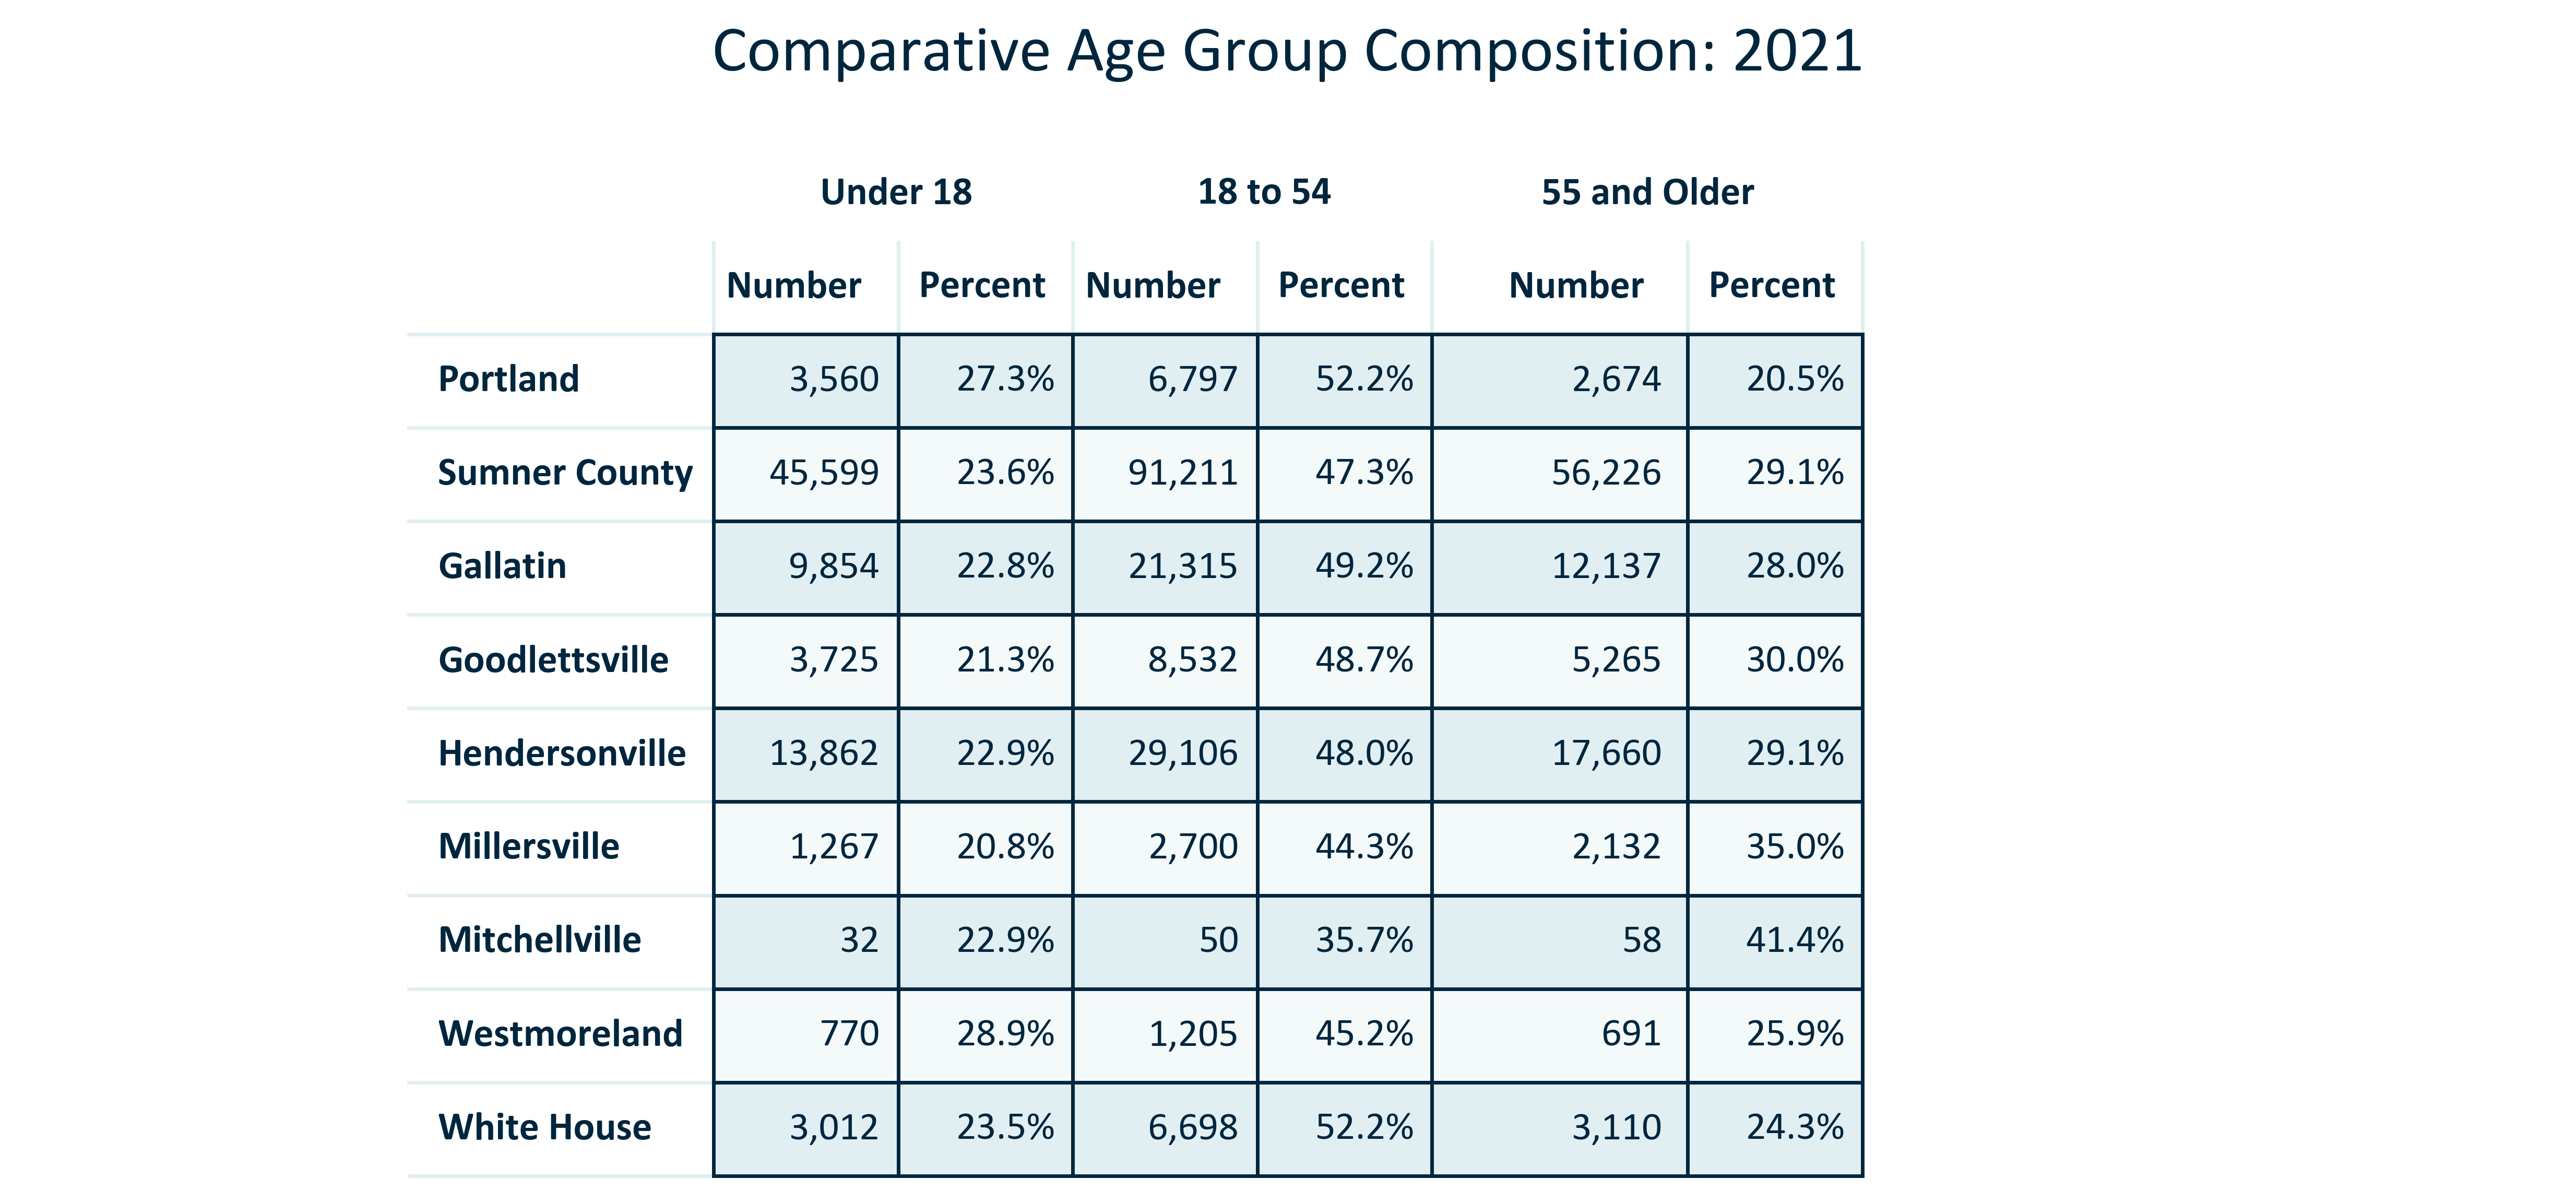 Comparative Age Group Composition: 2021
Under 18 18 to 54 55 and Older
Number Percent Number Percent Number Percent
Portland 3,560 27.3% 6,797 52.2% 2,674 20.5%
Sumner County 45,599 23.6% 91,211 47.3% 56,226 29.1%
Gallatin 9,854 22.8% 21,315 49.2% 12,137 28.0%
Goodlettsville 3,725 21.3% 8,532 48.7% 5,265 30.0%
Hendersonville 13,862 22.9% 29,106 48.0% 17,660 29.1%
Millersville 1,267 20.8% 2,700 44.3% 2,132 35.0%
Mitchellville 32 22.9% 50 35.7% 58 41.4%
Westmoreland 770 28.9% 1,205 45.2% 691 25.9%
White House 3,012 23.5% 6,698 52.2% 3,110 24.3%